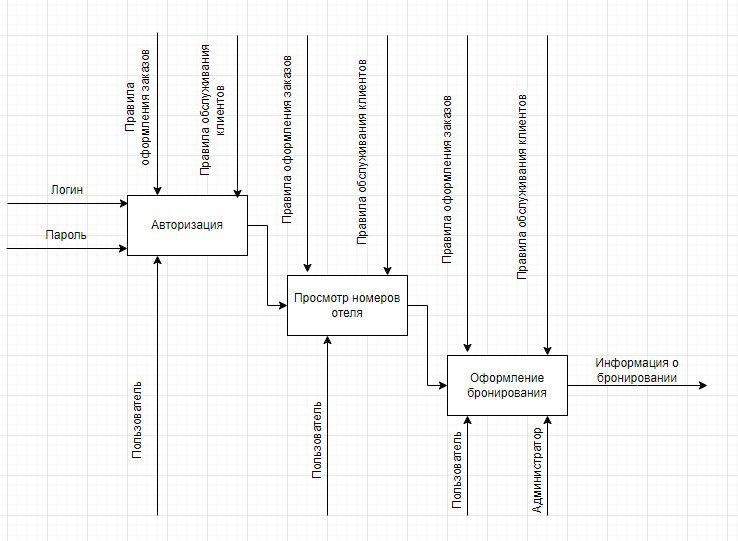 Правила
оформления заказов
Правила обслуживания
клиентов
Правила оформления заказов
Правила обслуживания клиентов
Правила оформления заказов
Правила обслуживания клиентов
Логин
Пароль
Авторизация
Просмотр номеров
отеля
Оформление
бронирования
Информация о
бронировании
Пользователь
Пользователь
Пользователь
Администратор